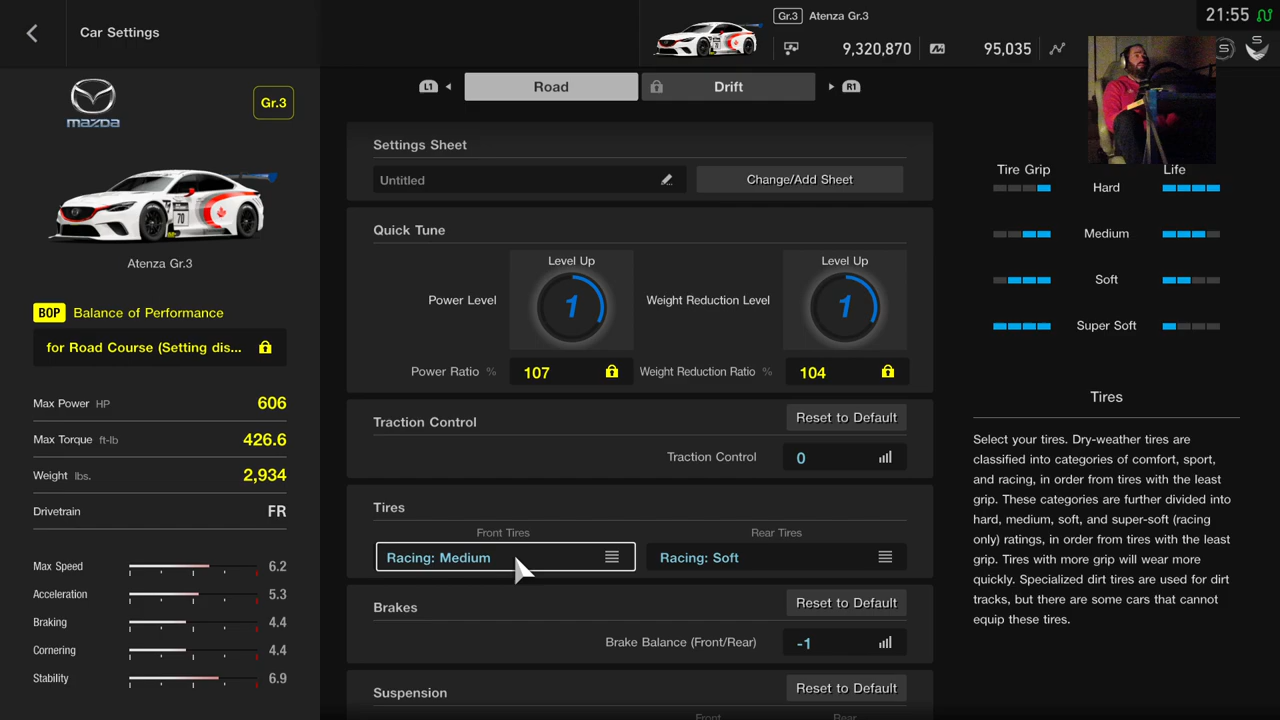 Car Settings
Gr.3 Atenza Gr.3
9,320,870 95,035
21:55
S S
mazda
Gr.3
70
Atenza Gr.3
BOP Balance of Performance
for Road Course (Setting dis...
Max Power HP 606
Max Torque ft-lb 426.6
Weight lbs. 2,934
Drivetrain FR
Max Speed 6.2
Acceleration 5.3
Braking 4.4
Cornering 4.4
Stability 6.9
L1 Road Drift R1
Settings Sheet
Untitled Change/Add Sheet
Quick Tune
Level Up Level Up
Power Level 1 Weight Reduction Level 1
Power Ratio % 107 Weight Reduction Ratio % 104
Traction Control Reset to Default
Traction Control 0
Tires
Front Tires Rear Tires
Racing: Medium Racing: Soft
Brakes Reset to Default
Brake Balance (Front/Rear) -1
Suspension Reset to Default
Front Rear
Tire Grip Life
Hard
Medium
Soft
Super Soft
Tires
Select your tires. Dry-weather tires are
classified into categories of comfort, sport,
and racing, in order from tires with the least
grip. These categories are further divided into
hard, medium, soft, and super-soft (racing
only) ratings, in order from tires with the least
grip. Tires with more grip will wear more
quickly. Specialized dirt tires are used for dirt
tracks, but there are some cars that cannot
equip these tires.